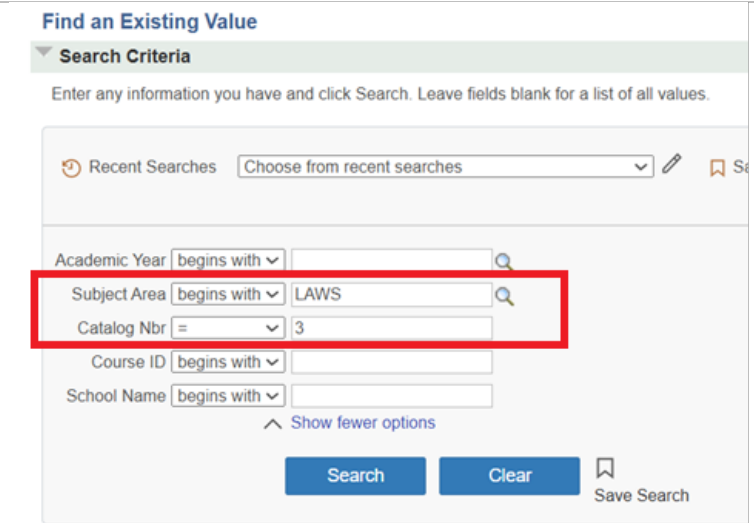 Find an Existing Value
Search Criteria
Enter any information you have and click Search. Leave fields blank for a list of all values.
Recent Searches Choose from recent searches
Academic Year begins with
Subject Area begins with LAWS
Catalog Nbr = 3
Course ID begins with
School Name begins with
Show fewer options
Search Clear
Save Search